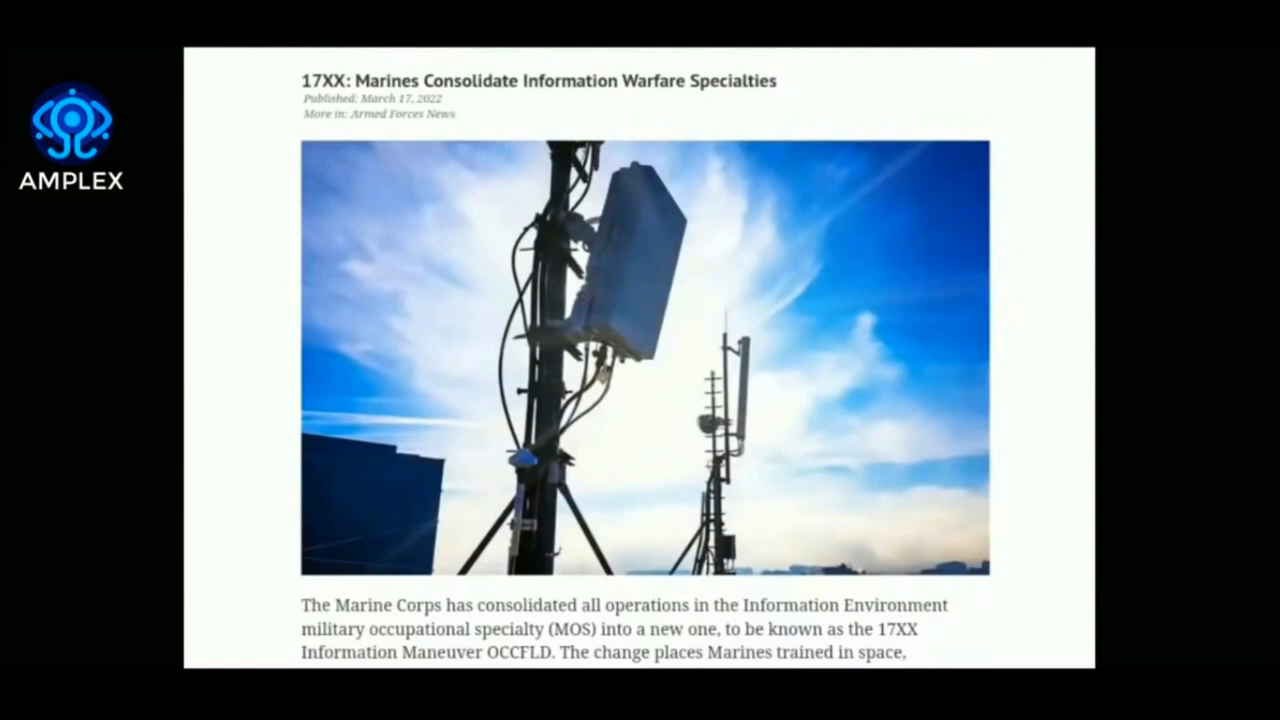 AMPLEX
17XX: Marines Consolidate Information Warfare Specialties
Published: March 17, 2022
More in: Armed Forces News
The Marine Corps has consolidated all operations in the Information Environment
military occupational specialty (MOS) into a new one, to be known as the 17XX
Information Maneuver OCCFLD. The change places Marines trained in space,